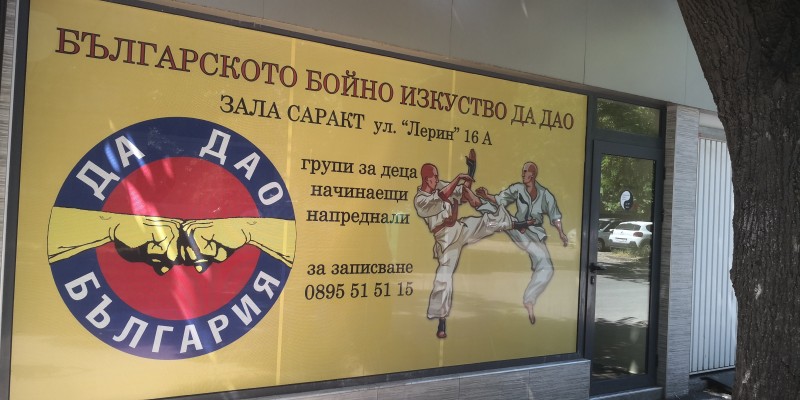 БЪЛГАРСКОТО БОЙНО ИЗКУСТВО ДА ДАО
ЗАЛА САРАКТ ул. "Лерин" 16 А
ДА ДАО
БЪЛГАРИЯ
групи за деца
начинаещи
напреднали
за записване
0895 51 51 15